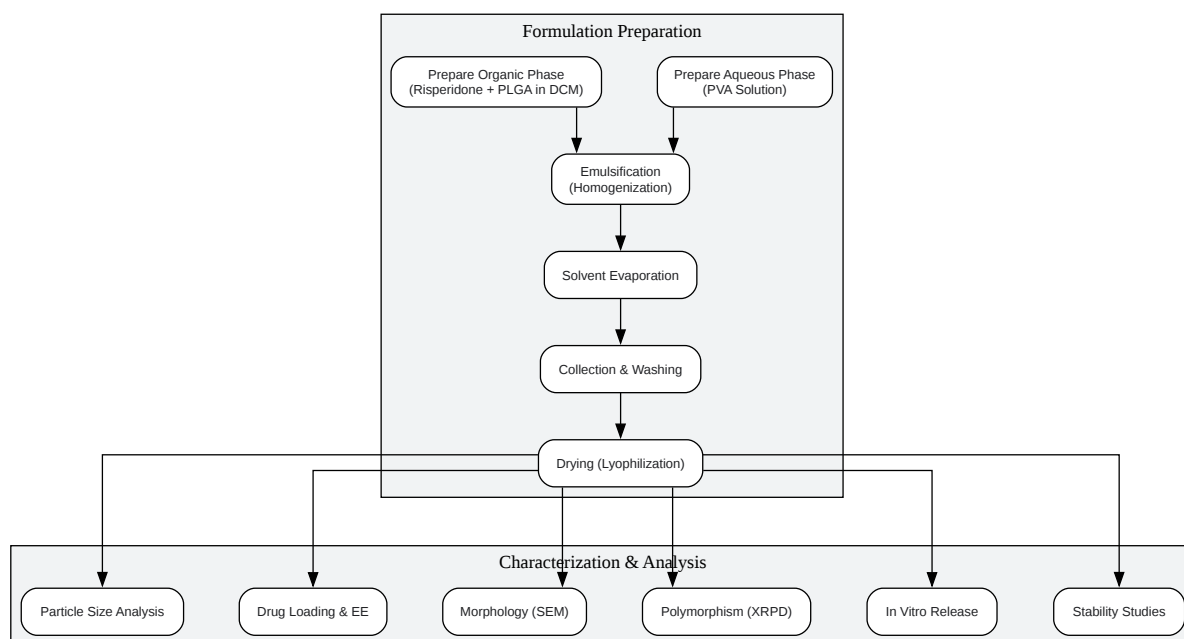 Formulation Preparation
Prepare Organic Phase
(Risperidone + PLGA in DCM)
Prepare Aqueous Phase
(PVA Solution)
Emulsification
(Homogenization)
Solvent Evaporation
Collection & Washing
Drying (Lyophilization)
Characterization & Analysis
Particle Size Analysis
Drug Loading & EE
Morphology (SEM)
Polymorphism (XRPD)
In Vitro Release
Stability Studies